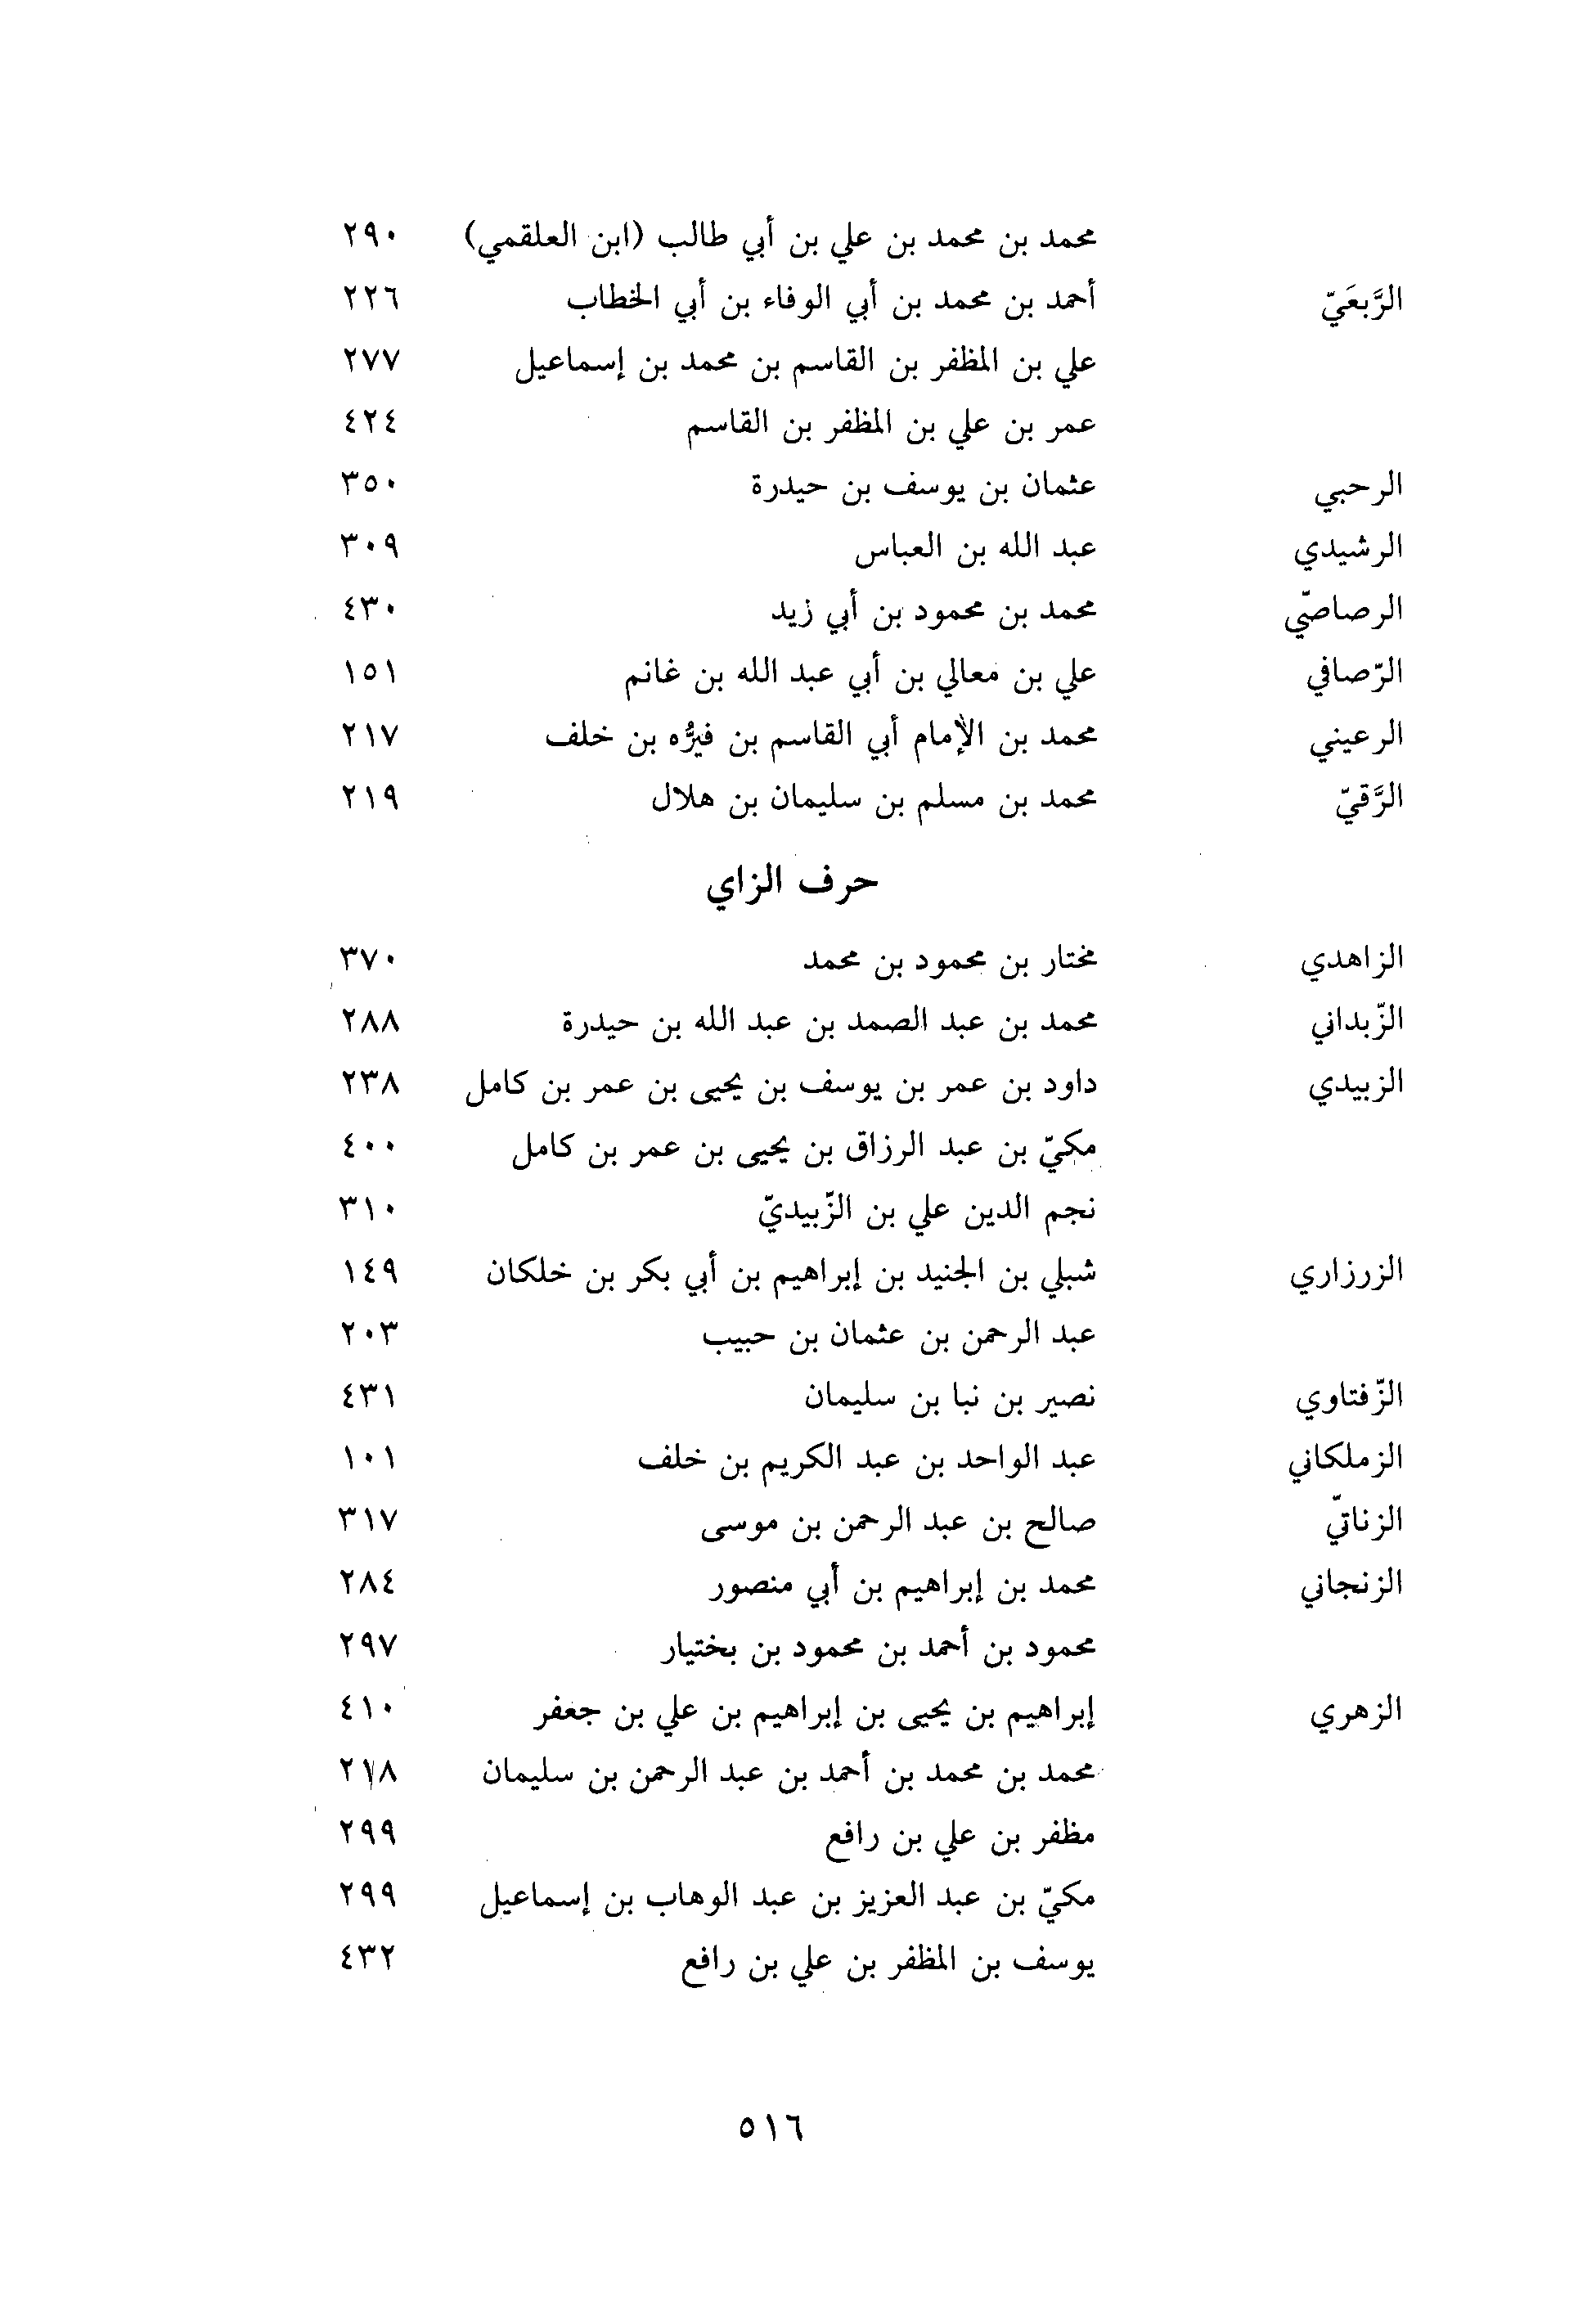 محمد بن محمد بن علي بن أبي طالب (ابن العلقمي) ٢٩٠
الرَّبعَيّ أحمد بن محمد بن أبي الوفاء بن أبي الخطاب ٢٢٦
علي بن المظفر بن القاسم بن محمد بن إسماعيل ٢٧٧
عمر بن علي بن المظفر بن القاسم ٤٢٤
الرحبي عثمان بن يوسف بن حيدرة ٣٥٠
الرشيدي عبد الله بن العباس ٣٠٩
الرصاصّي محمد بن محمود بن أبي زيد ٤٣٠
الرّصافي علي بن معالي بن أبي عبد الله بن غانم ١٥١
الرعيني محمد بن الإمام أبي القاسم بن فيرُّه بن خلف ٢١٧
الرَّقيّ محمد بن مسلم بن سليمان بن هلال ٢١٩
حرف الزاي
الزاهدي مختار بن محمود بن محمد ٣٧٠
الزّبداني محمد بن عبد الصمد بن عبد الله بن حيدرة ٢٨٨
الزبيدي داود بن عمر بن يوسف بن يحيى بن عمر بن كامل ٢٣٨
مكيّ بن عبد الرزاق بن يحيى بن عمر بن كامل ٤٠٠
نجم الدين علي بن الزّبيديّ ٣١٠
الزرزاري شبلي بن الجنيد بن إبراهيم بن أبي بكر بن خلكان ١٤٩
عبد الرحمن بن عثمان بن حبيب ٢٠٣
الزّفتاوي نصير بن نبا بن سليمان ٤٣١
الزملكاني عبد الواحد بن عبد الكريم بن خلف ١٠١
الزناتيّ صالح بن عبد الرحمن بن موسى ٣١٧
الزنجاني محمد بن إبراهيم بن أبي منصور ٢٨٤
محمود بن أحمد بن محمود بن بختيار ٢٩٧
الزهري إبراهيم بن يحيى بن إبراهيم بن علي بن جعفر ٤١٠
محمد بن محمد بن أحمد بن عبد الرحمن بن سليمان ٢١٨
مظفر بن علي بن رافع ٢٩٩
مكيّ بن عبد العزيز بن عبد الوهاب بن إسماعيل ٢٩٩
يوسف بن المظفر بن علي بن رافع ٤٣٢
٥١٦